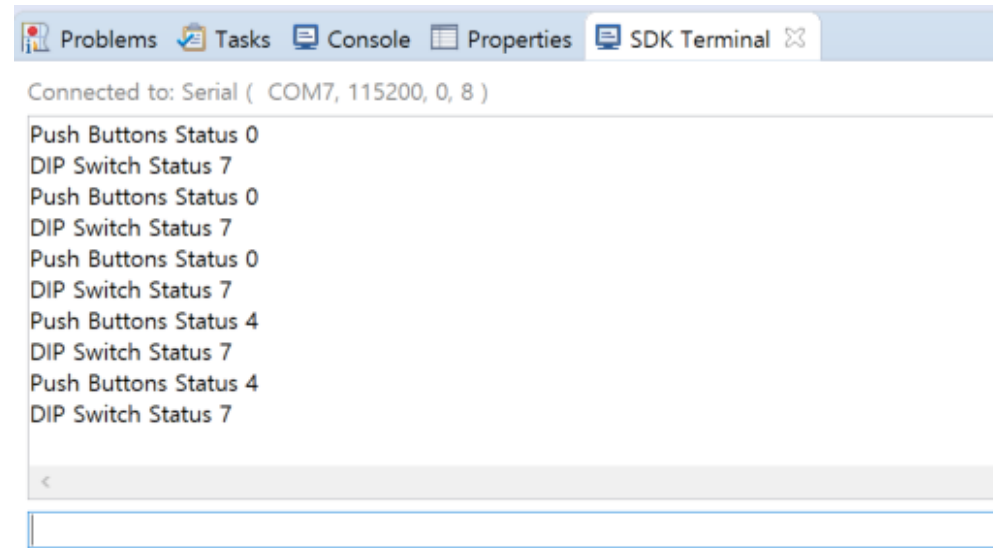 Problems Tasks Console Properties SDK Terminal
Connected to: Serial ( COM7, 115200, 0, 8 )
Push Buttons Status 0
DIP Switch Status 7
Push Buttons Status 0
DIP Switch Status 7
Push Buttons Status 0
DIP Switch Status 7
Push Buttons Status 4
DIP Switch Status 7
Push Buttons Status 4
DIP Switch Status 7